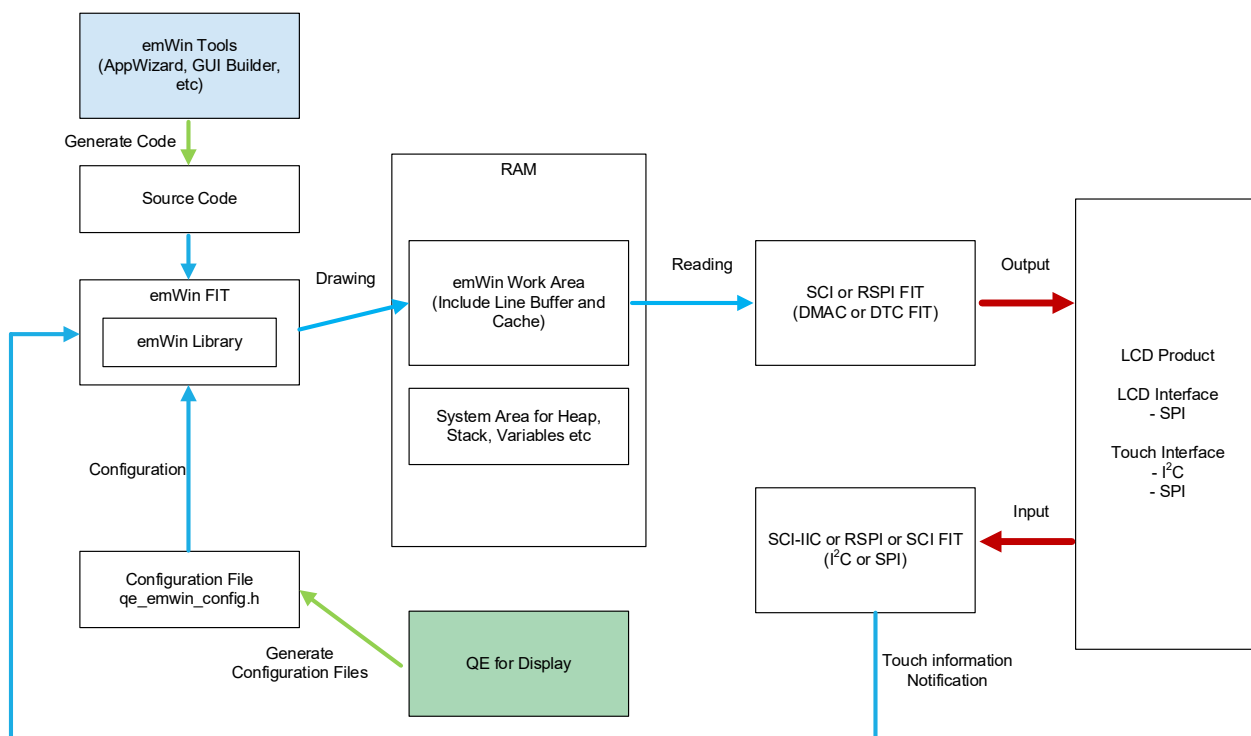 emWin Tools
(AppWizard, GUI Builder,
etc)
Generate Code
Source Code
emWin FIT
emWin Library
Drawing
RAM
emWin Work Area
(Include Line Buffer and
Cache)
System Area for Heap,
Stack, Variables etc
Reading
SCI or RSPI FIT
(DMAC or DTC FIT)
Output
LCD Product
LCD Interface
- SPI
Touch Interface
- I²C
- SPI
Input
SCI-IIC or RSPI or SCI FIT
(I²C or SPI)
Touch information
Notification
Configuration
Configuration File
qe_emwin_config.h
Generate
Configuration Files
QE for Display